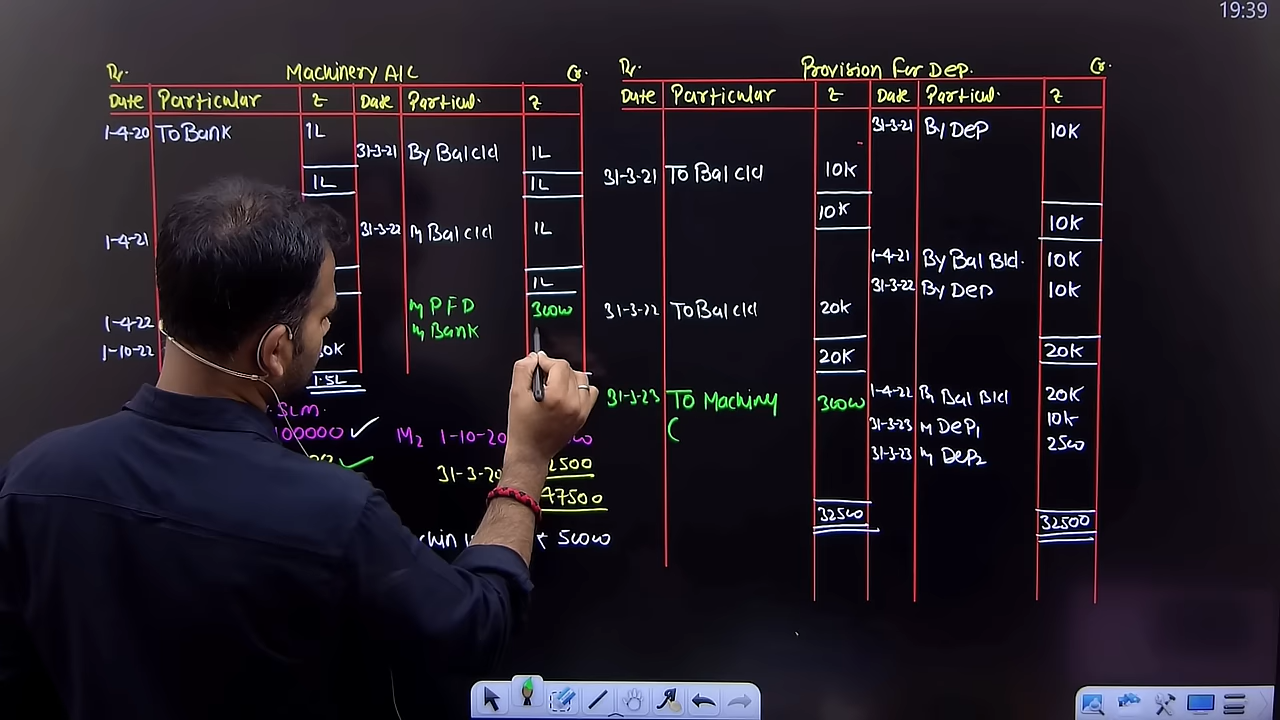 19:39
Dr. Machinery A/C Cr.
Date Particular ₹ Date Particul. ₹
1-4-20 To Bank 1L
31-3-21 By Bal c/d 1L
1L 1L
31-3-22 By Bal c/d 1L
1-4-21
1L
By PFD 30000
1-4-22
By Bank
1-10-22
1.5L
SLM.
100000 ✓ M2 1-10-20
31-3-20 2500
47500
50000
Dr. Provision For Dep. Cr.
Date Particular ₹ Date Particul. ₹
31-3-21 By Dep 10K
31-3-21 To Bal c/d 10K
10K 10K
1-4-21 By Bal B/d. 10K
31-3-22 By Dep 10K
31-3-22 To Bal c/d 20K
20K 20K
31-3-23 To Machinry 30000 1-4-22 By Bal B/d 20K
( 31-3-23 By Dep1 10K
31-3-23 By Dep2 2500
32500 32500